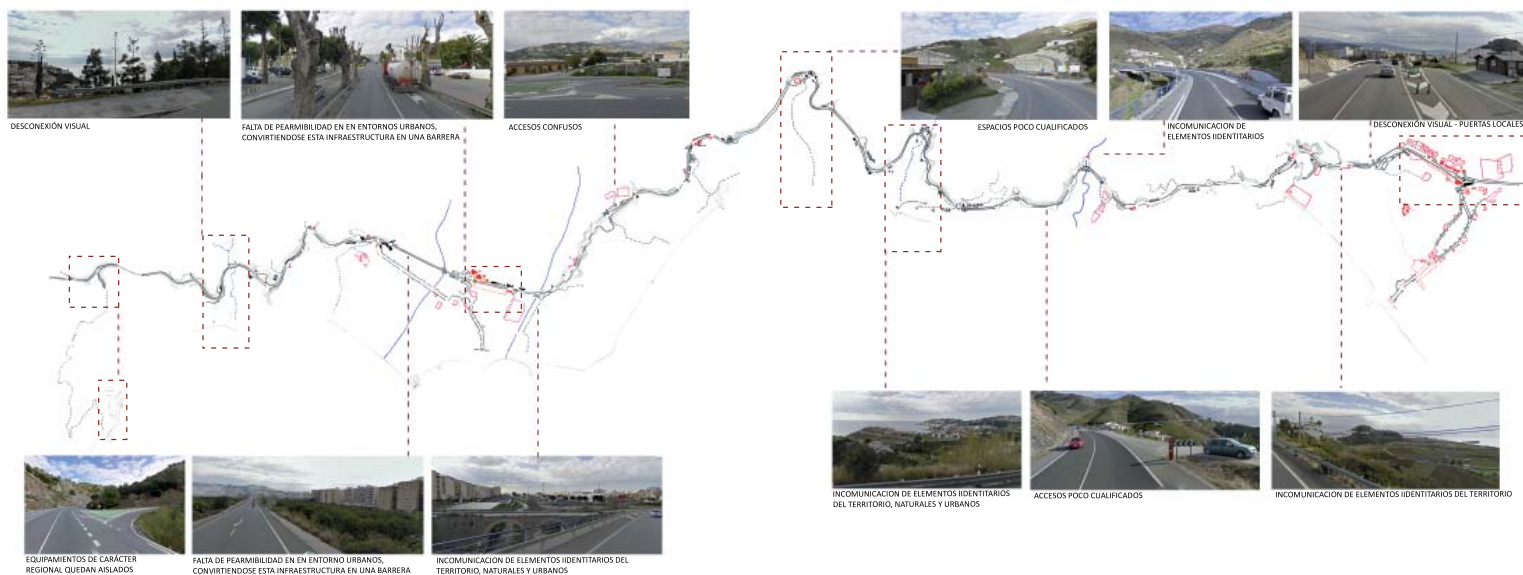 DESCONEXIÓN VISUAL
FALTA DE PEARMIBILIDAD EN EN ENTORNOS URBANOS,
CONVIRTIENDOSE ESTA INFRAESTRUCTURA EN UNA BARRERA
ACCESOS CONFUSOS
ESPACIOS POCO CUALIFICADOS
INCOMUNICACION DE
ELEMENTOS IIDENTITARIOS
DESCONEXIÓN VISUAL - PUERTAS LOCALES
EQUIPAMIENTOS DE CARÁCTER
REGIONAL QUEDAN AISLADOS
FALTA DE PEARMIBILIDAD EN EN ENTORNO URBANOS,
CONVIRTIENDOSE ESTA INFRAESTRUCTURA EN UNA BARRERA
INCOMUNICACION DE ELEMENTOS IIDENTITARIOS DEL
TERRITORIO, NATURALES Y URBANOS
INCOMUNICACION DE ELEMENTOS IIDENTITARIOS
DEL TERRITORIO, NATURALES Y URBANOS
ACCESOS POCO CUALIFICADOS
INCOMUNICACION DE ELEMENTOS IIDENTITARIOS DEL TERRITORIO